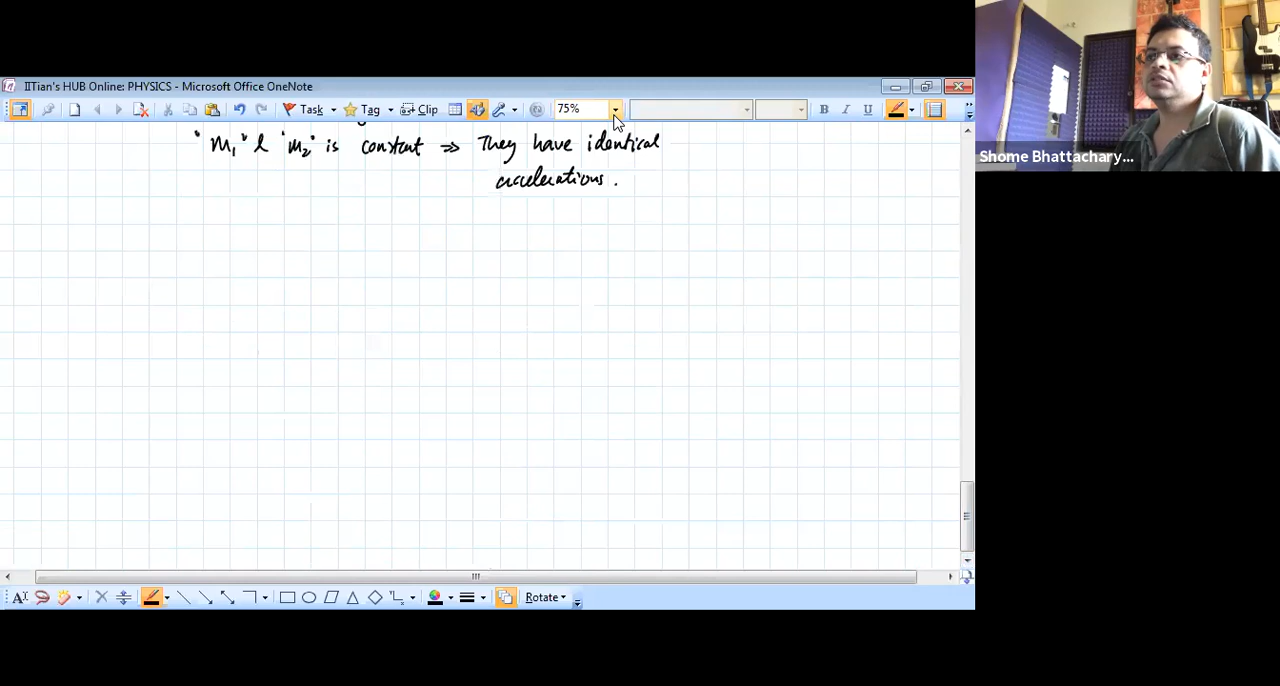 IITian's HUB Online: PHYSICS - Microsoft Office OneNote
Task Tag Clip 75% B I U
"m₁" & "m₂" is constant ⇒ They have identical
accelerations.
Shome Bhattachary...
A Rotate